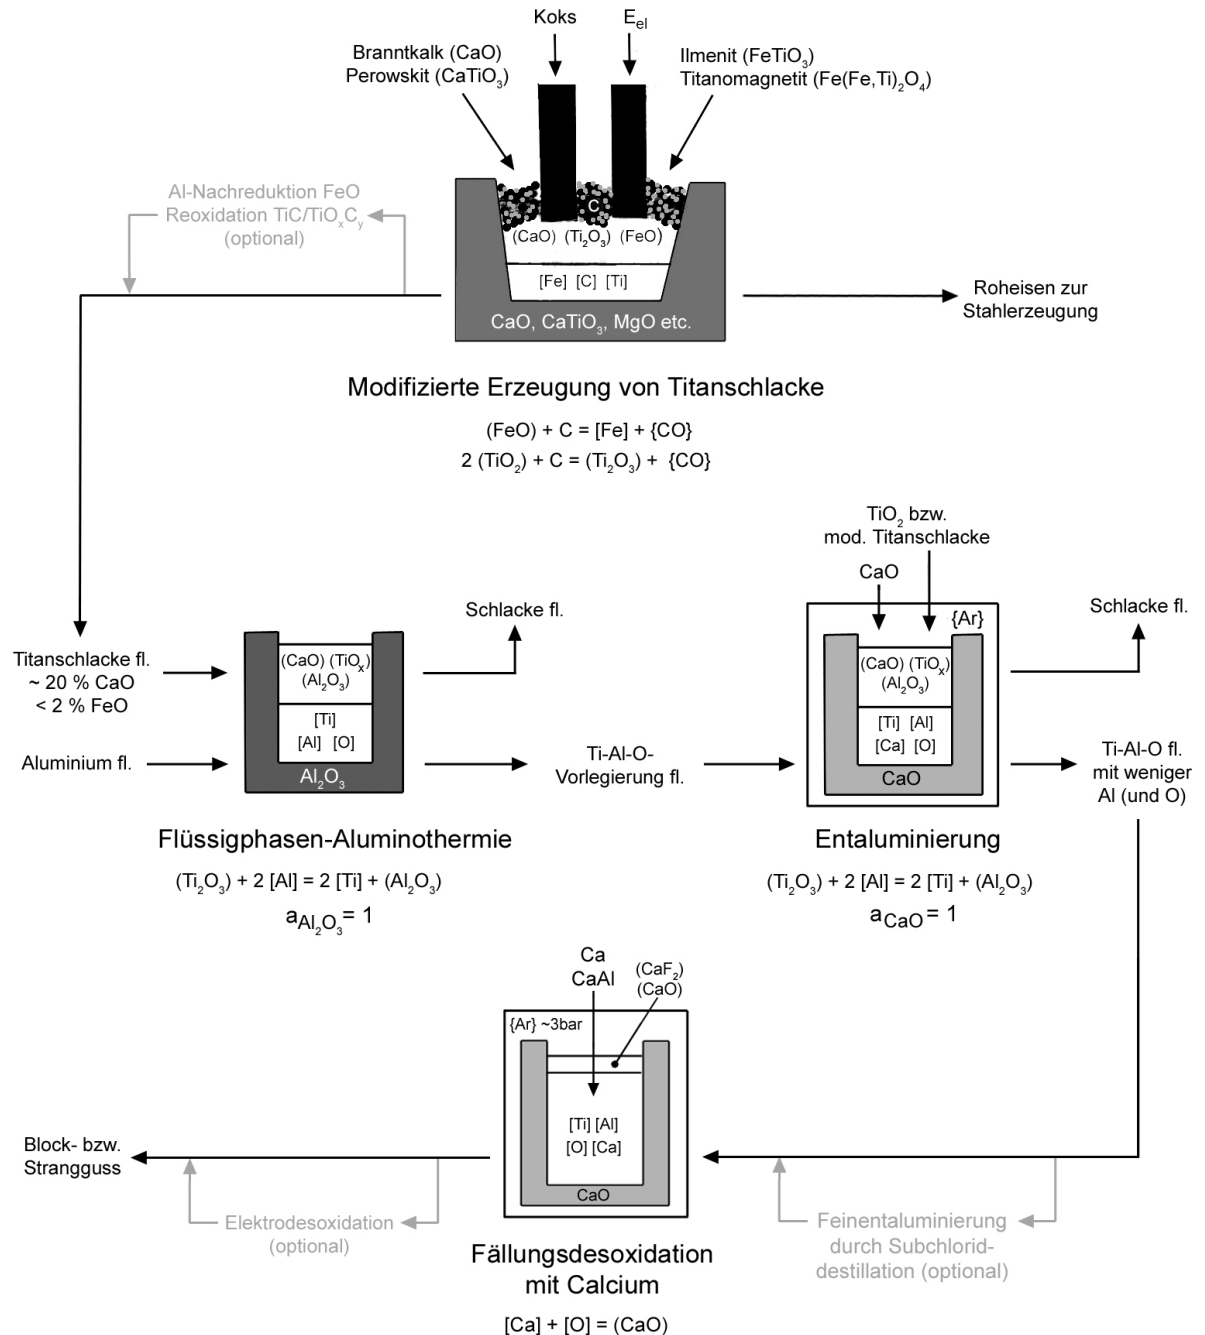 Koks
E_el
Branntkalk (CaO)
Perowskit (CaTiO₃)
Ilmenit (FeTiO₃)
Titanomagnetit (Fe(Fe,Ti)₂O₄)
Al-Nachreduktion FeO
Reoxidation TiC/TiOₓC_y
(optional)
C
(CaO) (Ti₂O₃) (FeO)
[Fe] [C] [Ti]
CaO, CaTiO₃, MgO etc.
Roheisen zur
Stahlerzeugung
Modifizierte Erzeugung von Titanschlacke
(FeO) + C = [Fe] + {CO}
2 (TiO₂) + C = (Ti₂O₃) + {CO}
Titanschlacke fl.
~ 20 % CaO
< 2 % FeO
Aluminium fl.
(CaO) (TiOₓ)
(Al₂O₃)
[Ti]
[Al] [O]
Al₂O₃
Schlacke fl.
Ti-Al-O-
Vorlegierung fl.
Flüssigphasen-Aluminothermie
(Ti₂O₃) + 2 [Al] = 2 [Ti] + (Al₂O₃)
a_Al₂O₃ = 1
TiO₂ bzw.
mod. Titanschlacke
CaO
{Ar}
(CaO) (TiOₓ)
(Al₂O₃)
[Ti] [Al]
[Ca] [O]
CaO
Schlacke fl.
Ti-Al-O fl.
mit weniger
Al (und O)
Entaluminierung
(Ti₂O₃) + 2 [Al] = 2 [Ti] + (Al₂O₃)
a_CaO = 1
Ca
CaAl
(CaF₂)
(CaO)
{Ar} ~3bar
[Ti] [Al]
[O] [Ca]
CaO
Feinentaluminierung
durch Subchlorid-
destillation (optional)
Fällungsdesoxidation
mit Calcium
[Ca] + [O] = (CaO)
Elektrodesoxidation
(optional)
Block- bzw.
Strangguss